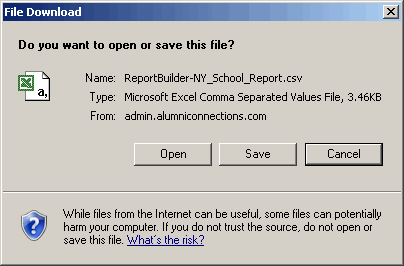 File Download
Do you want to open or save this file?
a,
Name: ReportBuilder-NY_School_Report.csv
Type: Microsoft Excel Comma Separated Values File, 3.46KB
From: admin.alumniconnections.com
Open Save Cancel
While files from the Internet can be useful, some files can potentially
harm your computer. If you do not trust the source, do not open or
save this file. What's the risk?